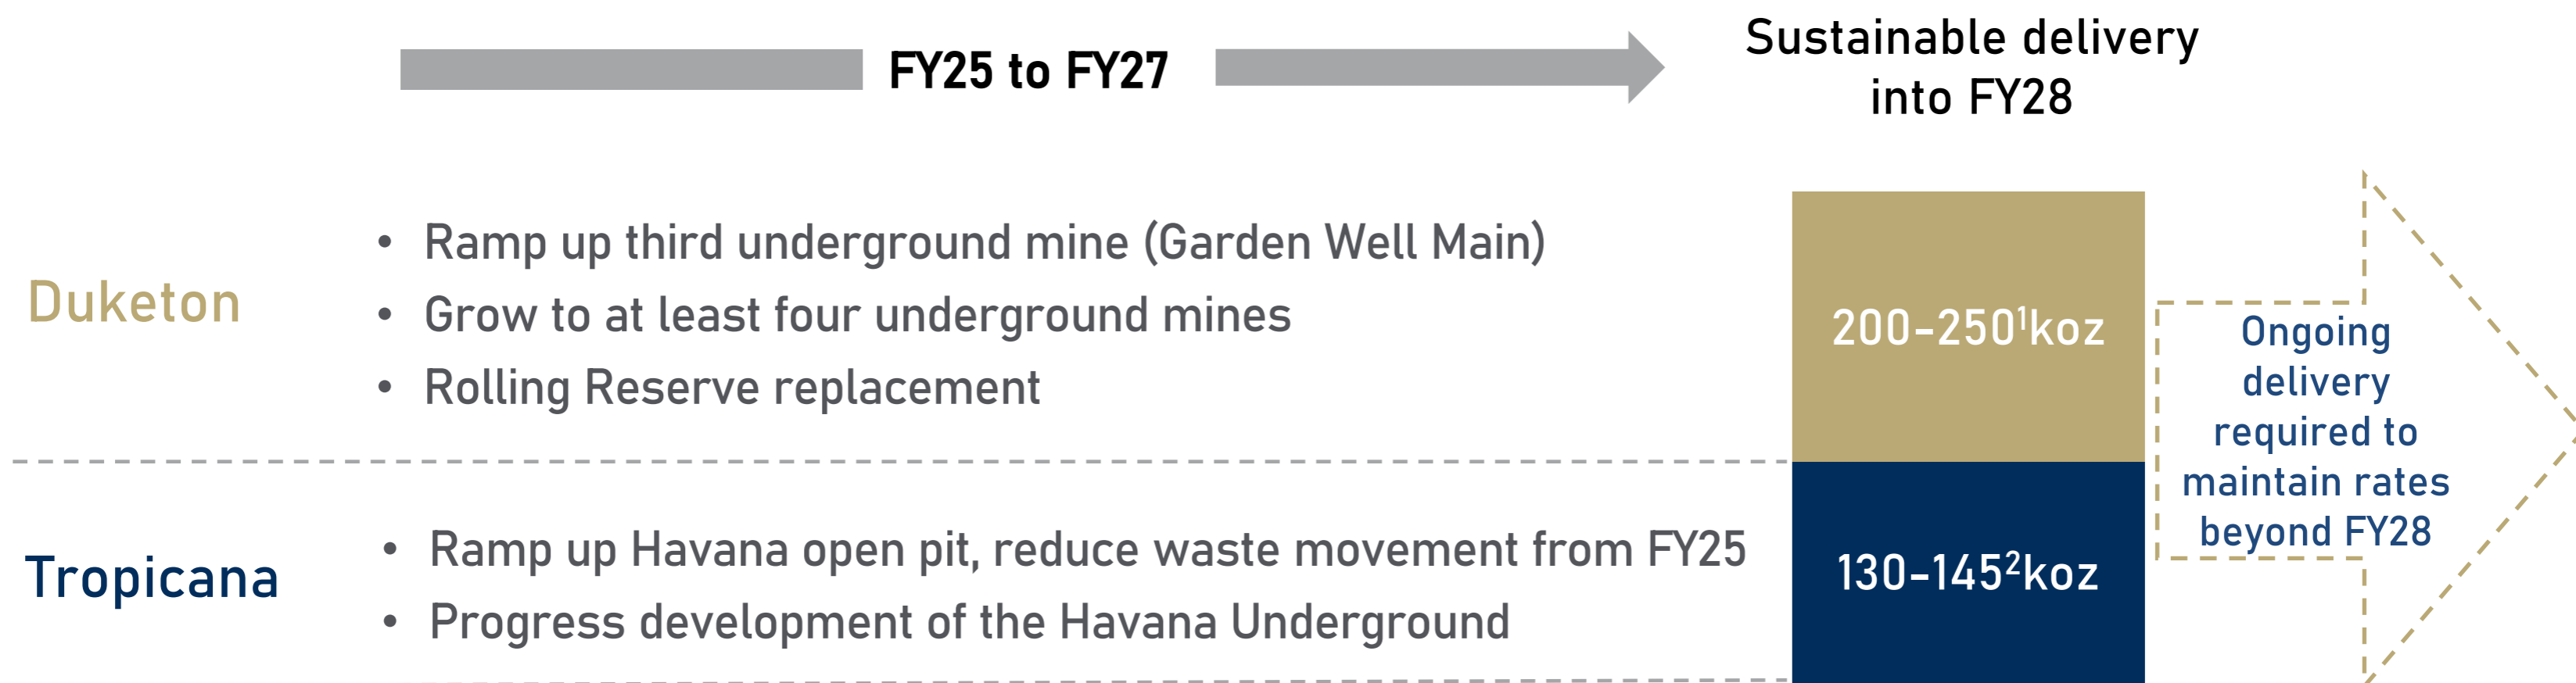 FY25 to FY27
Sustainable delivery
into FY28
Duketon
• Ramp up third underground mine (Garden Well Main)
• Grow to at least four underground mines
• Rolling Reserve replacement
200-250¹koz
Ongoing
delivery
required to
maintain rates
beyond FY28
Tropicana
• Ramp up Havana open pit, reduce waste movement from FY25
• Progress development of the Havana Underground
130-145²koz